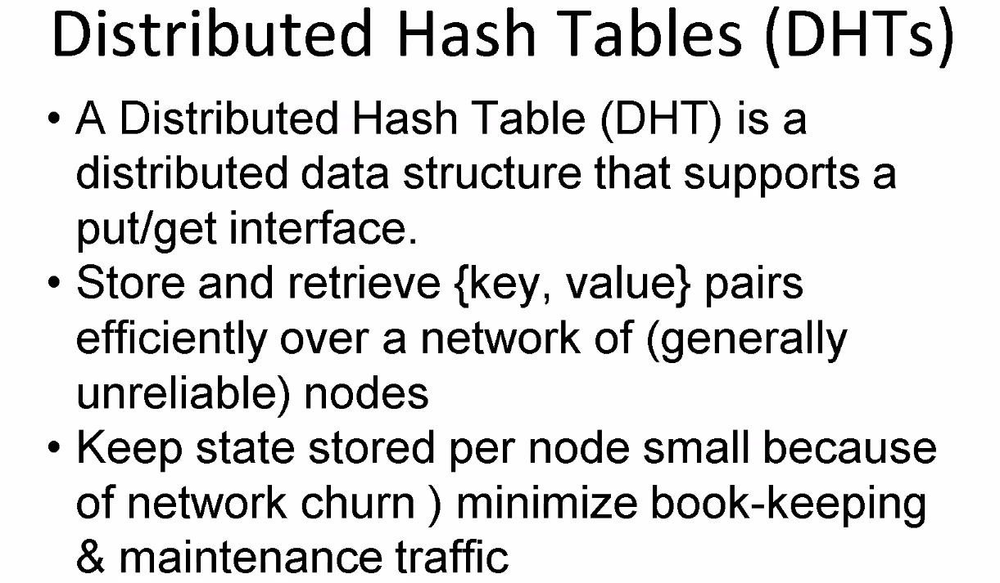 Distributed Hash Tables (DHTs)
• A Distributed Hash Table (DHT) is a
distributed data structure that supports a
put/get interface.
• Store and retrieve {key, value} pairs
efficiently over a network of (generally
unreliable) nodes
• Keep state stored per node small because
of network churn ) minimize book-keeping
& maintenance traffic